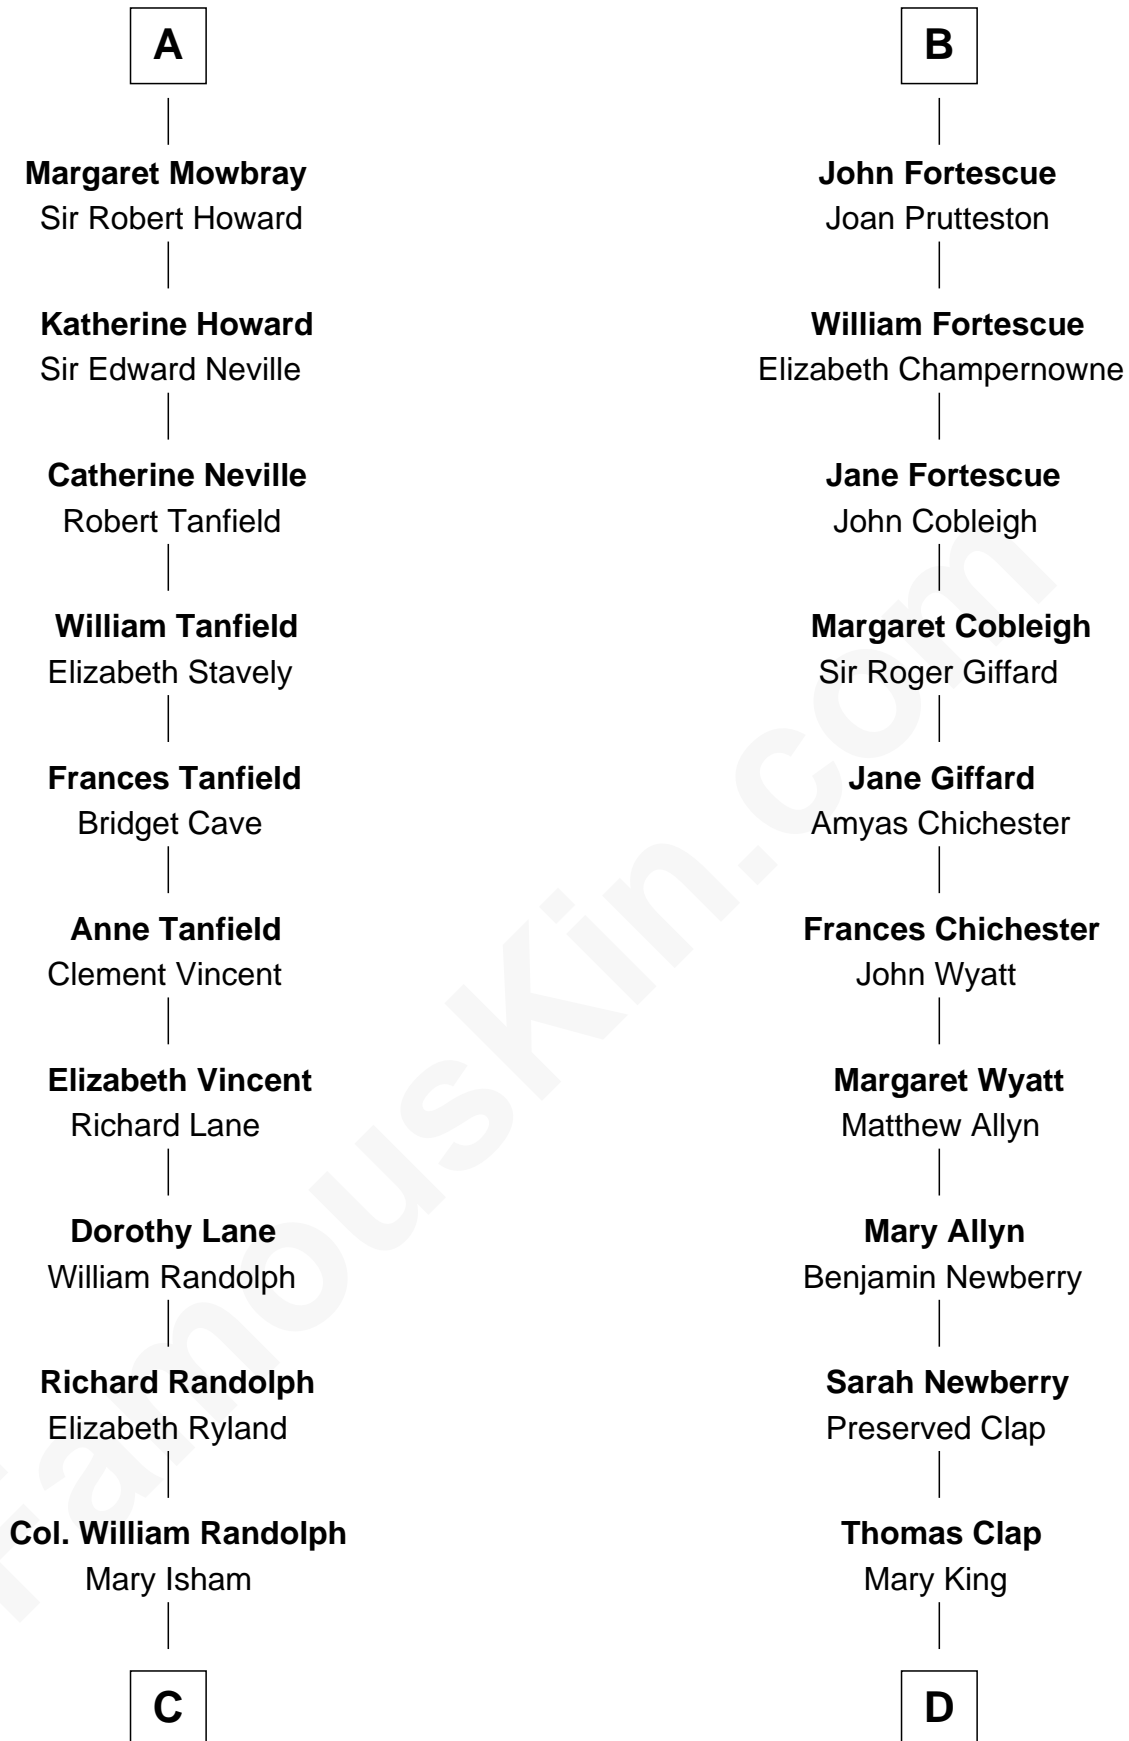 A
Margaret Mowbray
Sir Robert Howard
Katherine Howard
Sir Edward Neville
Catherine Neville
Robert Tanfield
William Tanfield
Elizabeth Stavely
Frances Tanfield
Bridget Cave
Anne Tanfield
Clement Vincent
Elizabeth Vincent
Richard Lane
Dorothy Lane
William Randolph
Richard Randolph
Elizabeth Ryland
Col. William Randolph
Mary Isham
C
B
John Fortescue
Joan Prutteston
William Fortescue
Elizabeth Champernowne
Jane Fortescue
John Cobleigh
Margaret Cobleigh
Sir Roger Giffard
Jane Giffard
Amyas Chichester
Frances Chichester
John Wyatt
Margaret Wyatt
Matthew Allyn
Mary Allyn
Benjamin Newberry
Sarah Newberry
Preserved Clap
Thomas Clap
Mary King
D
FamousKin.com